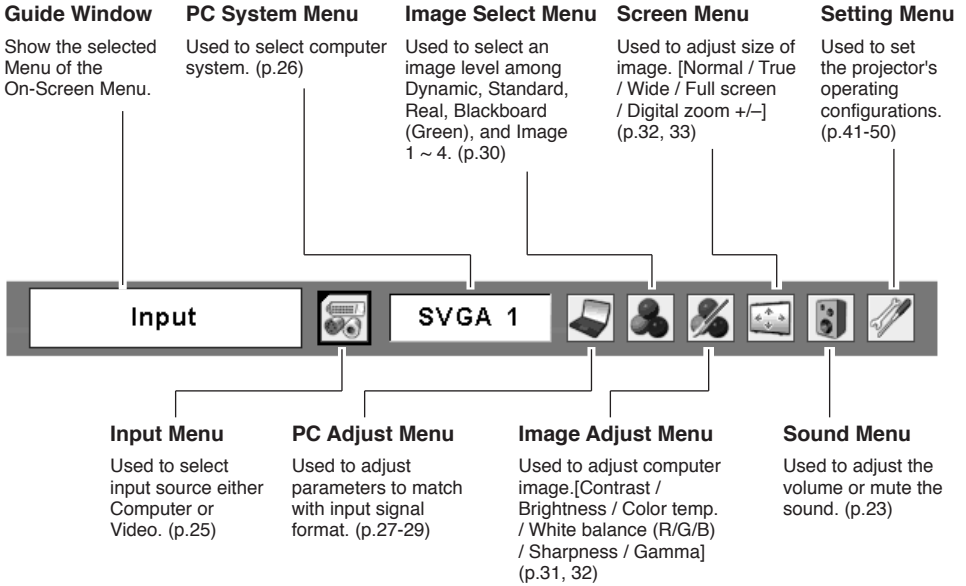 Guide Window
Show the selected
Menu of the
On-Screen Menu.
PC System Menu
Used to select computer
system. (p.26)
Image Select Menu
Used to select an
image level among
Dynamic, Standard,
Real, Blackboard
(Green), and Image
1 ~ 4. (p.30)
Screen Menu
Used to adjust size of
image. [Normal / True
/ Wide / Full screen
/ Digital zoom +/–]
(p.32, 33)
Setting Menu
Used to set
the projector's
operating
configurations.
(p.41-50)
Input
SVGA 1
Input Menu
Used to select
input source either
Computer or
Video. (p.25)
PC Adjust Menu
Used to adjust
parameters to match
with input signal
format. (p.27-29)
Image Adjust Menu
Used to adjust computer
image.[Contrast /
Brightness / Color temp.
/ White balance (R/G/B)
/ Sharpness / Gamma]
(p.31, 32)
Sound Menu
Used to adjust the
volume or mute the
sound. (p.23)